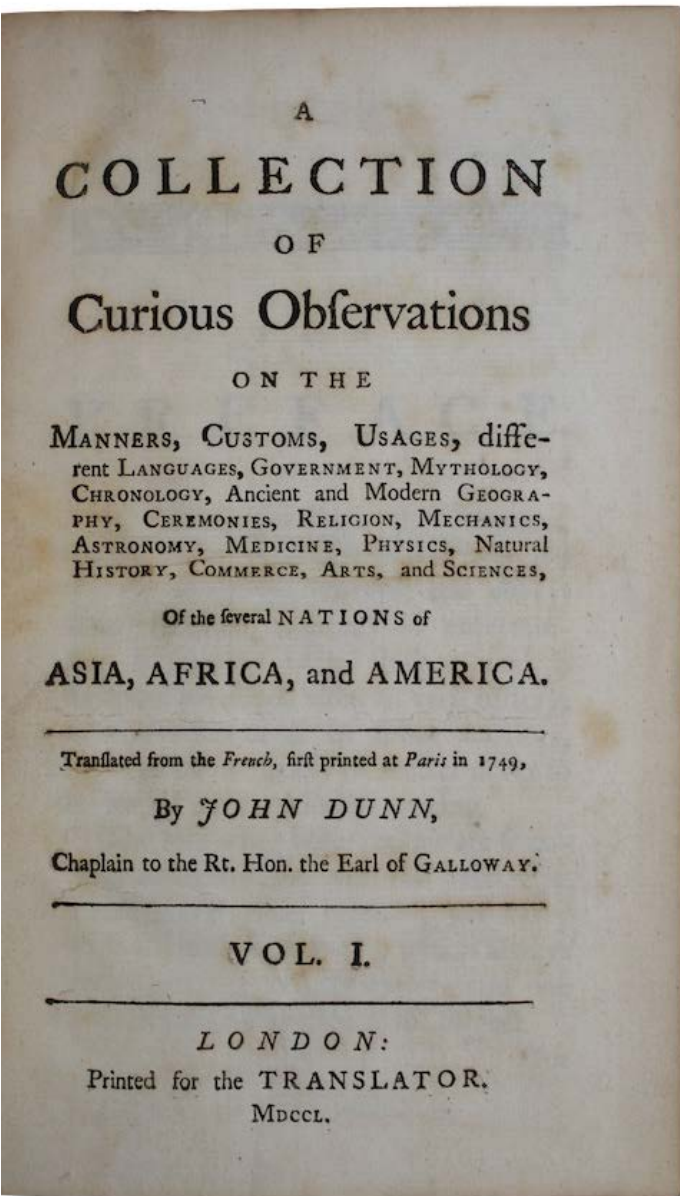 A
COLLECTION
OF
Curious Obſervations
ON THE
MANNERS, CUSTOMS, USAGES, diffe-
rent LANGUAGES, GOVERNMENT, MYTHOLOGY,
CHRONOLOGY, Ancient and Modern GEOGRA-
PHY, CEREMONIES, RELIGION, MECHANICS,
ASTRONOMY, MEDICINE, PHYSICS, Natural
HISTORY, COMMERCE, ARTS, and SCIENCES,
Of the ſeveral NATIONS of
ASIA, AFRICA, and AMERICA.
Tranſlated from the French, firſt printed at Paris in 1749,
By JOHN DUNN,
Chaplain to the Rt. Hon. the Earl of GALLOWAY.
VOL. I.
LONDON:
Printed for the TRANSLATOR.
MDCCL.